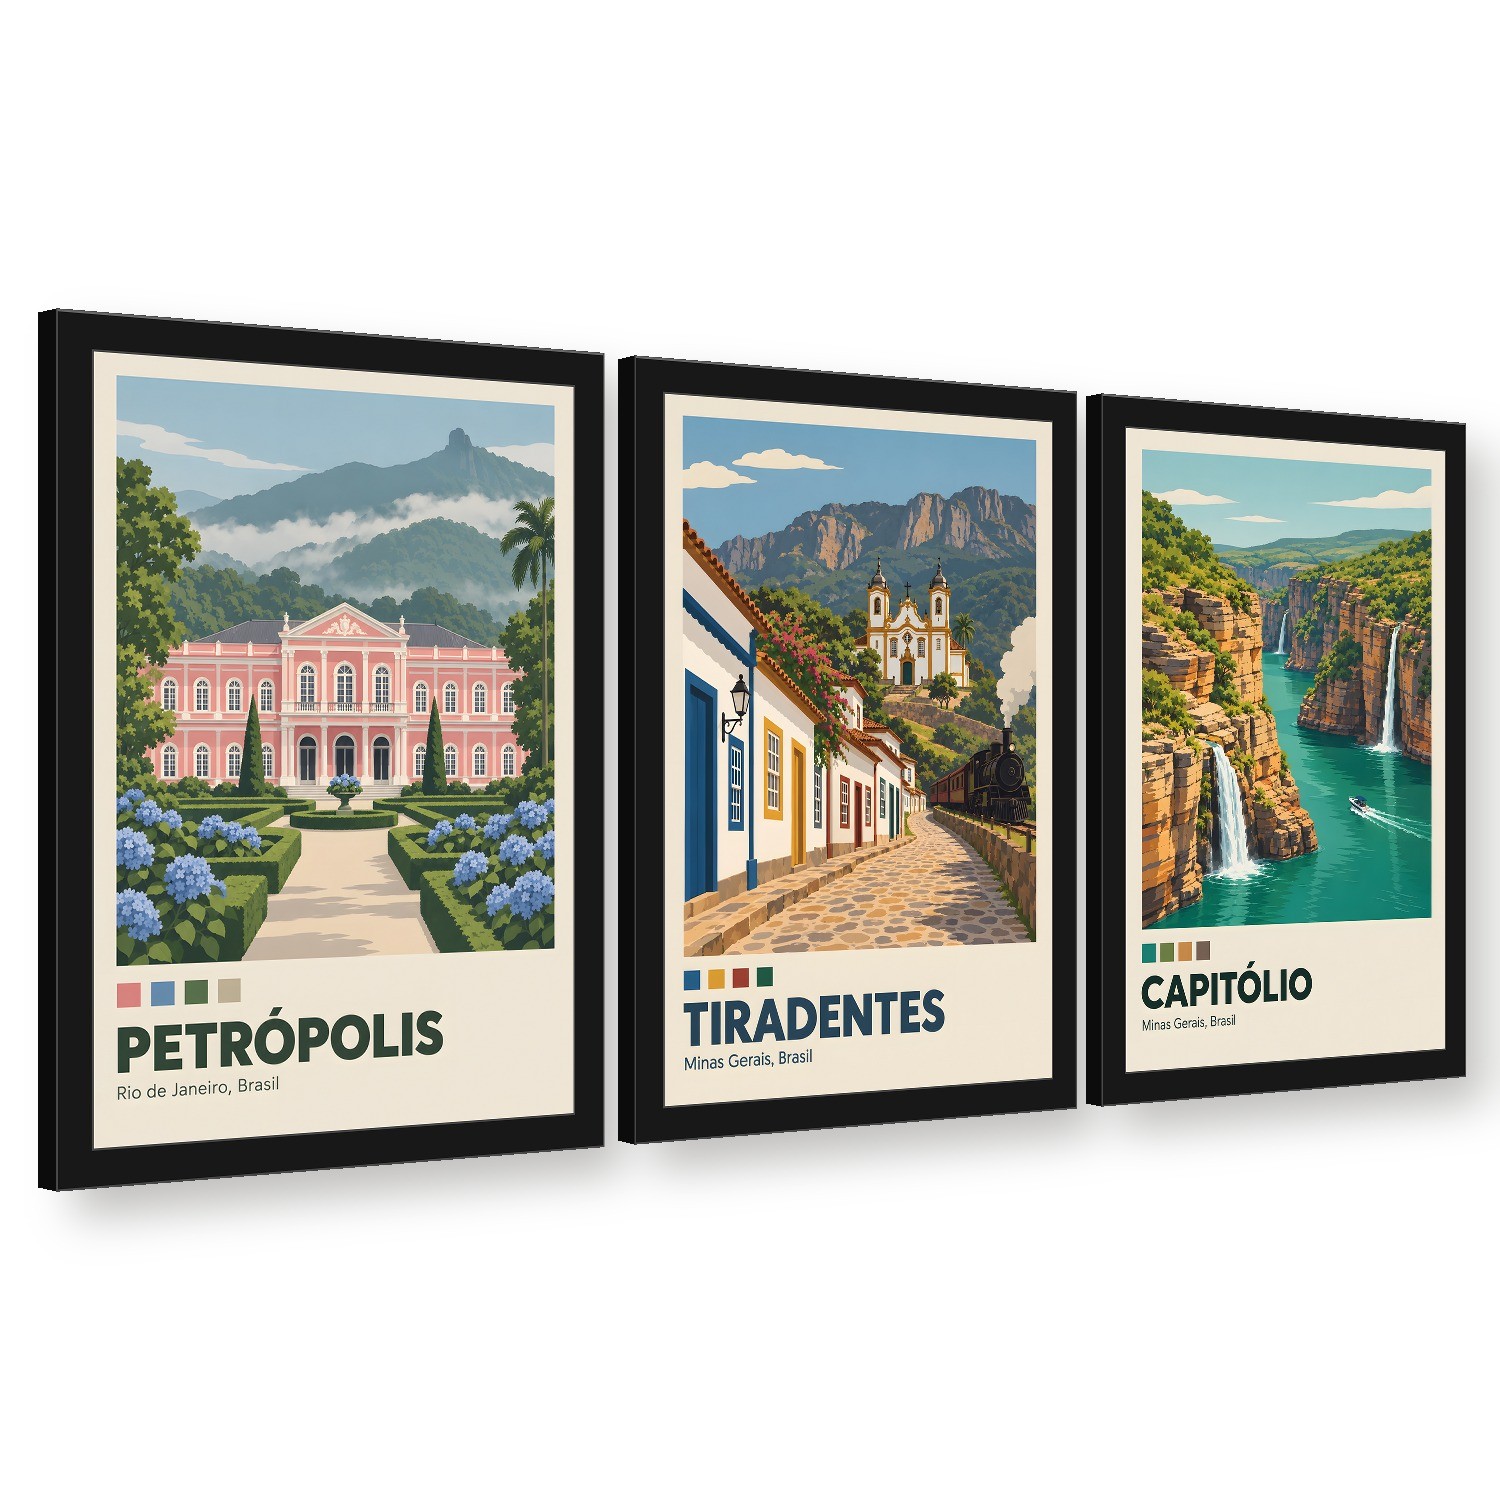 PETRÓPOLIS
Rio de Janeiro, Brasil
TIRADENTES
Minas Gerais, Brasil
CAPITÓLIO
Minas Gerais, Brasil